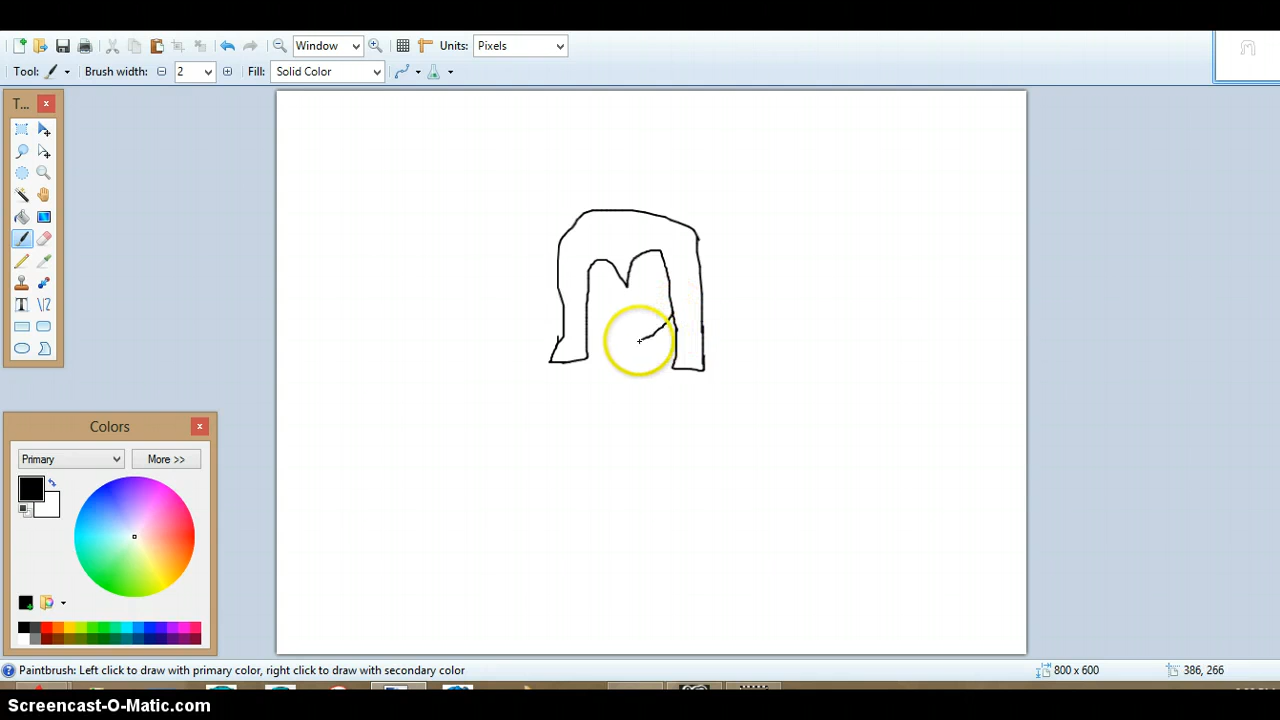 Window Units: Pixels
Tool: Brush width: 2 Fill: Solid Color
T...
Colors
Primary More >>
Paintbrush: Left click to draw with primary color, right click to draw with secondary color 800 x 600 386, 266
Screencast-O-Matic.com